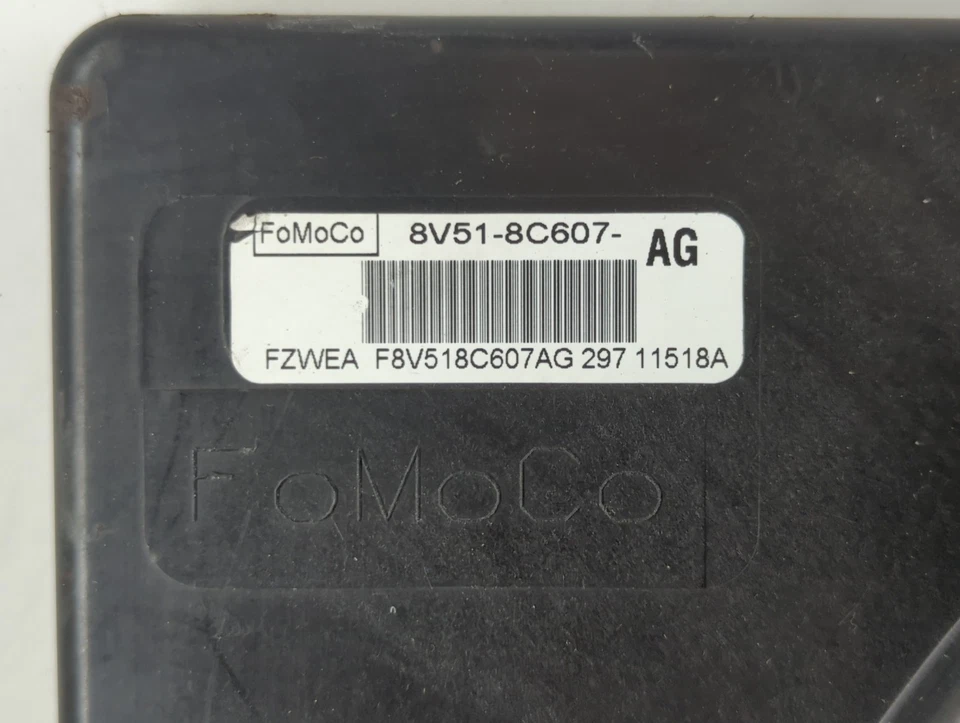 FoMoCo 8V51-8C607- AG
FZWEA F8V518C607AG 297 11518A
FoMoCo